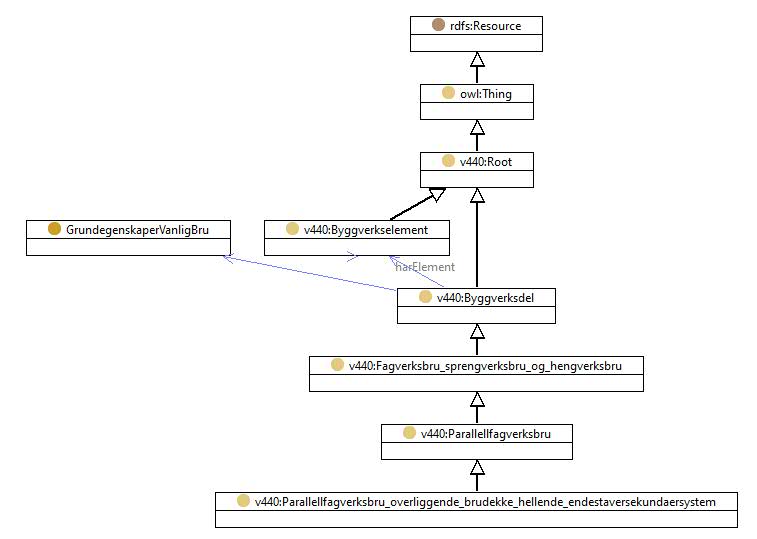 rdfs:Resource
owl:Thing
v440:Root
GrundegenskaperVanligBru
v440:Byggverkselement
harElement
v440:Byggverksdel
v440:Fagverksbru_sprengverksbru_og_hengverksbru
v440:Parallellfagverksbru
v440:Parallellfagverksbru_overliggende_brudekke_hellende_endestaversekundaersystem